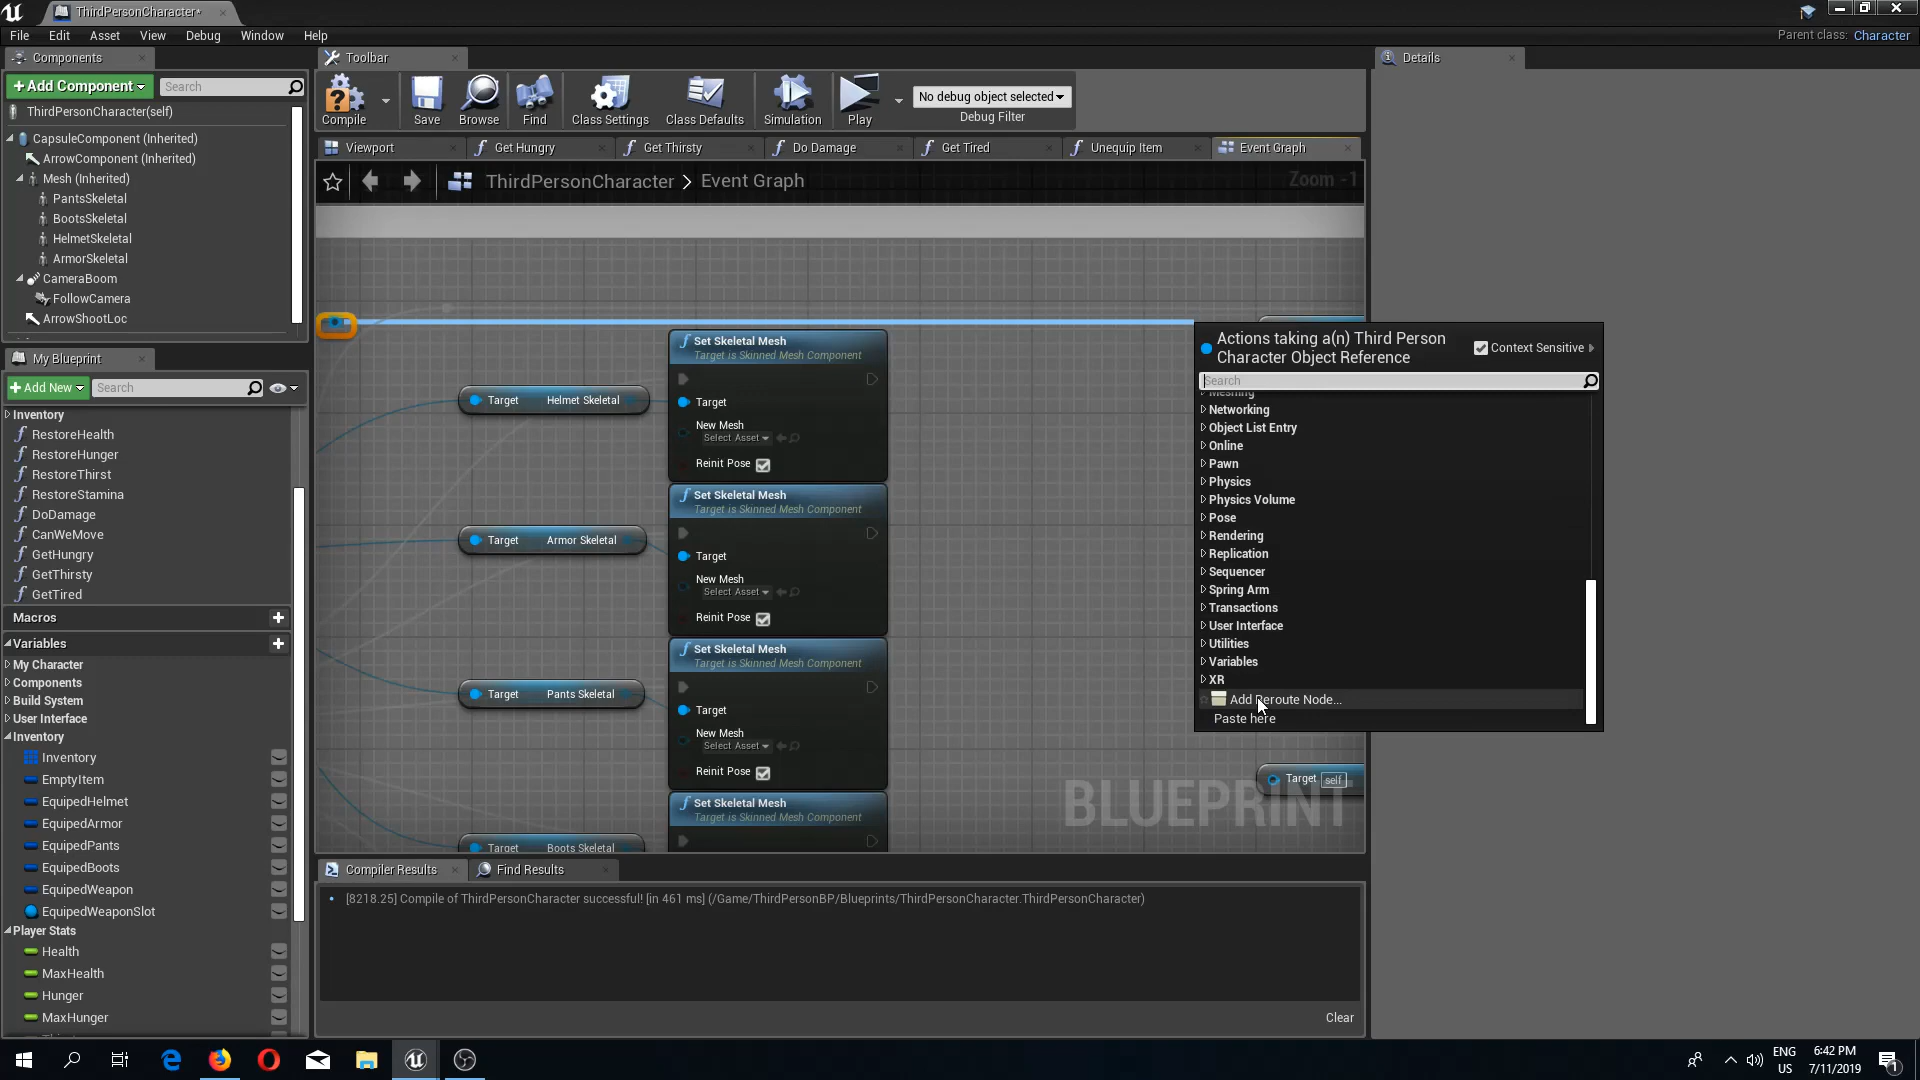 ThirdPersonCharacter*
File Edit Asset View Debug Window Help
Parent class: Character
Components
Toolbar
Details
+Add Component
Search
ThirdPersonCharacter(self)
CapsuleComponent (Inherited)
ArrowComponent (Inherited)
Mesh (Inherited)
PantsSkeletal
BootsSkeletal
HelmetSkeletal
ArmorSkeletal
CameraBoom
FollowCamera
ArrowShootLoc
Compile
Save
Browse
Find
Class Settings
Class Defaults
Simulation
Play
No debug object selected
Debug Filter
Viewport
Get Hungry
Get Thirsty
Do Damage
Get Tired
Unequip Item
Event Graph
ThirdPersonCharacter > Event Graph
Zoom -1
My Blueprint
+Add New
Search
Inventory
RestoreHealth
RestoreHunger
RestoreThirst
RestoreStamina
DoDamage
CanWeMove
GetHungry
GetThirsty
GetTired
Macros
Variables
My Character
Components
Build System
User Interface
Inventory
Inventory
EmptyItem
EquipedHelmet
EquipedArmor
EquipedPants
EquipedBoots
EquipedWeapon
EquipedWeaponSlot
Player Stats
Health
MaxHealth
Hunger
MaxHunger
Target Helmet Skeletal
Set Skeletal Mesh
Target is Skinned Mesh Component
Target
New Mesh
Select Asset
Reinit Pose
Target Armor Skeletal
Set Skeletal Mesh
Target is Skinned Mesh Component
Target
New Mesh
Select Asset
Reinit Pose
Target Pants Skeletal
Set Skeletal Mesh
Target is Skinned Mesh Component
Target
New Mesh
Select Asset
Reinit Pose
Target Boots Skeletal
Set Skeletal Mesh
Target is Skinned Mesh Component
Target self
BLUEPRINT
Actions taking a(n) Third Person
Character Object Reference
Context Sensitive
Search
Meshing
Networking
Object List Entry
Online
Pawn
Physics
Physics Volume
Pose
Rendering
Replication
Sequencer
Spring Arm
Transactions
User Interface
Utilities
Variables
XR
Add Reroute Node...
Paste here
Compiler Results
Find Results
[8218.25] Compile of ThirdPersonCharacter successful! [in 461 ms] (/Game/ThirdPersonBP/Blueprints/ThirdPersonCharacter.ThirdPersonCharacter)
Clear
ENG
US
6:42 PM
7/11/2019
1